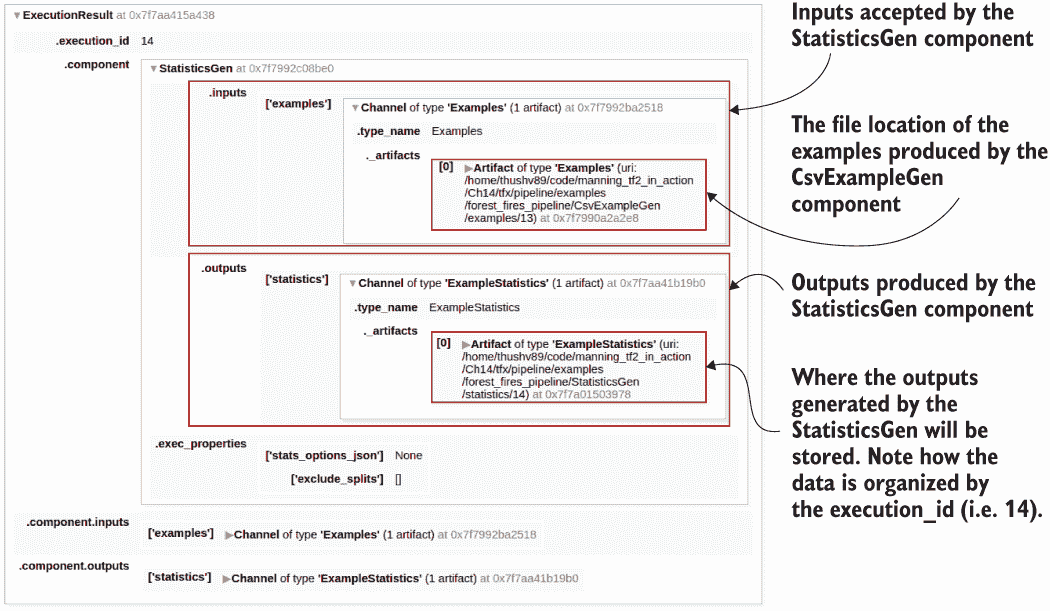 ▼ExecutionResult at 0x7f7aa415a438
.execution_id 14
.component ▼StatisticsGen at 0x7f7992c08be0
.inputs
['examples'] ▼Channel of type 'Examples' (1 artifact) at 0x7f7992ba2518
.type_name Examples
._artifacts
[0] ▶Artifact of type 'Examples' (uri:
/home/thushv89/code/manning_tf2_in_action
/Ch14/tfx/pipeline/examples
/forest_fires_pipeline/CsvExampleGen
/examples/13) at 0x7f7990a2a2e8
.outputs
['statistics'] ▼Channel of type 'ExampleStatistics' (1 artifact) at 0x7f7aa41b19b0
.type_name ExampleStatistics
._artifacts
[0] ▶Artifact of type 'ExampleStatistics' (uri:
/home/thushv89/code/manning_tf2_in_action
/Ch14/tfx/pipeline/examples
/forest_fires_pipeline/StatisticsGen
/statistics/14) at 0x7f7a01503978
.exec_properties
['stats_options_json'] None
['exclude_splits'] []
.component.inputs
['examples'] ▶Channel of type 'Examples' (1 artifact) at 0x7f7992ba2518
.component.outputs
['statistics'] ▶Channel of type 'ExampleStatistics' (1 artifact) at 0x7f7aa41b19b0
Inputs accepted by the
StatisticsGen component
The file location of the
examples produced by the
CsvExampleGen
component
Outputs produced by the
StatisticsGen component
Where the outputs
generated by the
StatisticsGen will be
stored. Note how the
data is organized by
the execution_id (i.e. 14).